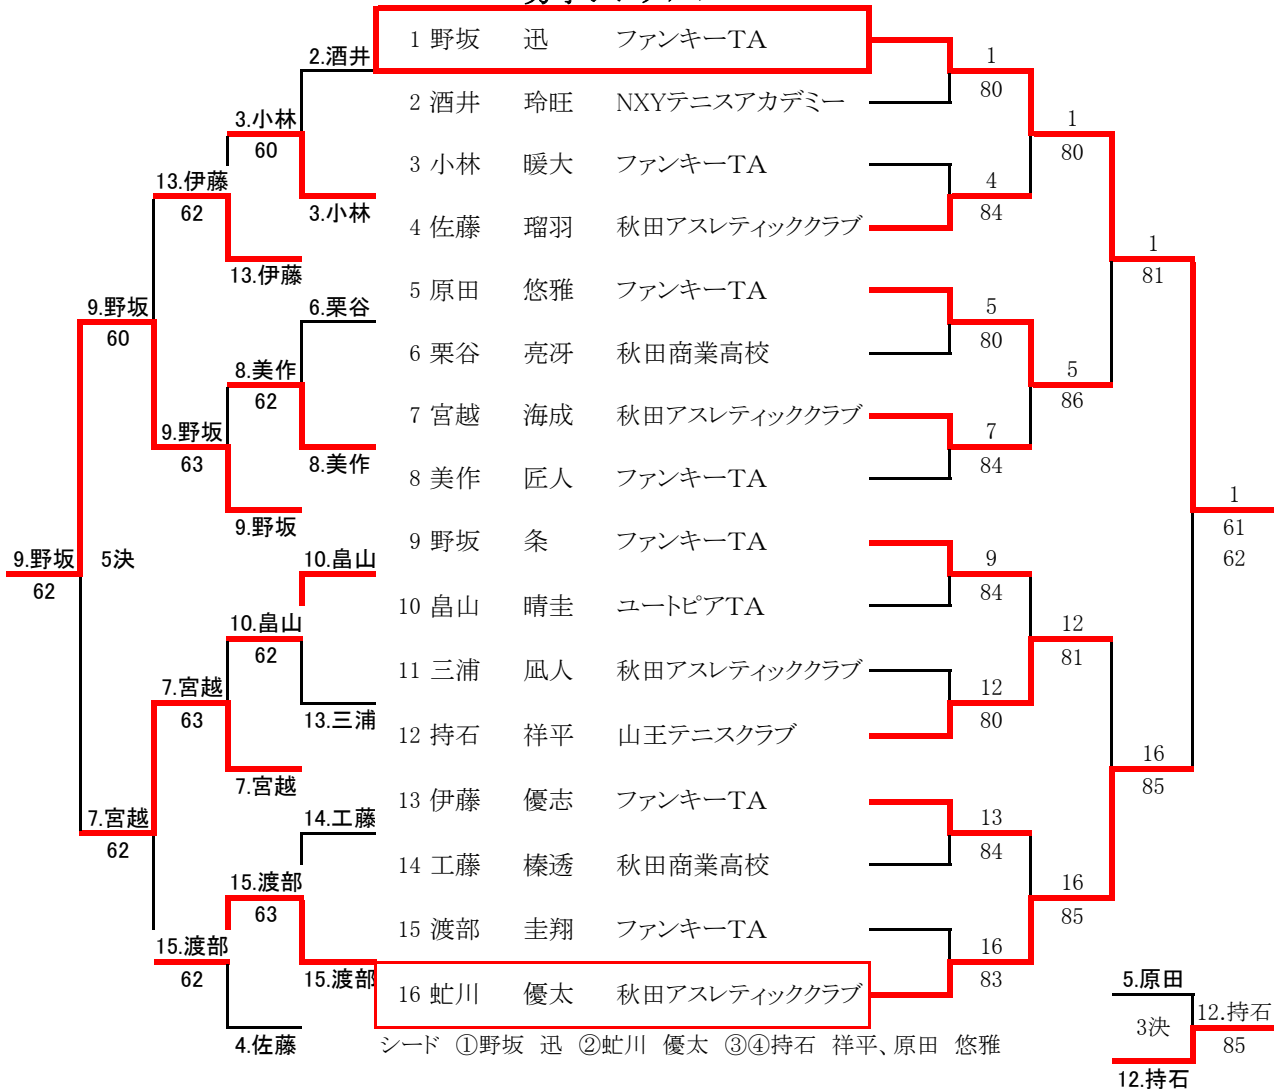 1 野坂 迅 ファンキーTA
2 酒井 玲旺 NXYテニスアカデミー
3 小林 暖大 ファンキーTA
4 佐藤 瑠羽 秋田アスレティッククラブ
5 原田 悠雅 ファンキーTA
6 栗谷 亮冴 秋田商業高校
7 宮越 海成 秋田アスレティッククラブ
8 美作 匠人 ファンキーTA
9 野坂 条 ファンキーTA
10 畠山 晴圭 ユートピアTA
11 三浦 凪人 秋田アスレティッククラブ
12 持石 祥平 山王テニスクラブ
13 伊藤 優志 ファンキーTA
14 工藤 榛透 秋田商業高校
15 渡部 圭翔 ファンキーTA
16 虻川 優太 秋田アスレティッククラブ
シード ①野坂 迅 ②虻川 優太 ③④持石 祥平、原田 悠雅
2.酒井
3.小林
60
3.小林
13.伊藤
62
13.伊藤
6.栗谷
9.野坂
60
8.美作
62
8.美作
9.野坂
63
9.野坂
9.野坂
62
5決
10.畠山
10.畠山
62
13.三浦
7.宮越
63
7.宮越
7.宮越
62
14.工藤
15.渡部
63
15.渡部
15.渡部
62
4.佐藤
1
80
4
84
5
80
7
84
9
84
12
80
13
84
16
83
1
80
5
86
12
81
16
85
1
81
16
85
1
61
62
5.原田
3決
12.持石
85
12.持石